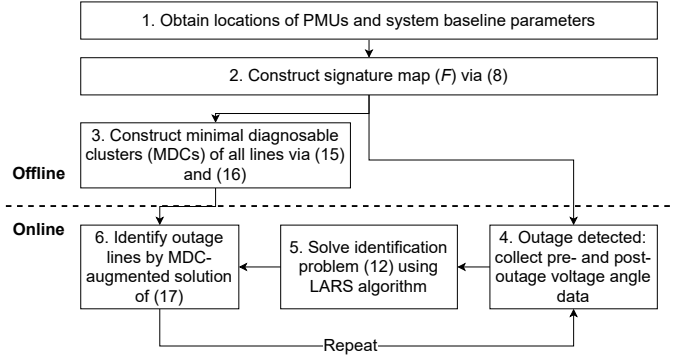 1. Obtain locations of PMUs and system baseline parameters
2. Construct signature map (F) via (8)
3. Construct minimal diagnosable
clusters (MDCs) of all lines via (15)
and (16)
Offline
Online
6. Identify outage
lines by MDC-
augmented solution
of (17)
5. Solve identification
problem (12) using
LARS algorithm
4. Outage detected:
collect pre- and post-
outage voltage angle
data
Repeat